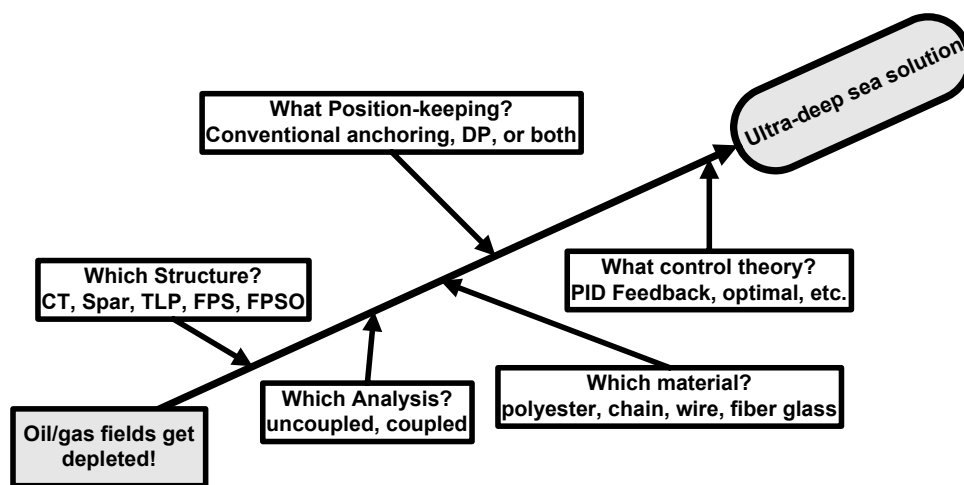 Ultra-deep sea solution
What Position-keeping?
Conventional anchoring, DP, or both
Which Structure?
CT, Spar, TLP, FPS, FPSO
What control theory?
PID Feedback, optimal, etc.
Which Analysis?
uncoupled, coupled
Which material?
polyester, chain, wire, fiber glass
Oil/gas fields get
depleted!